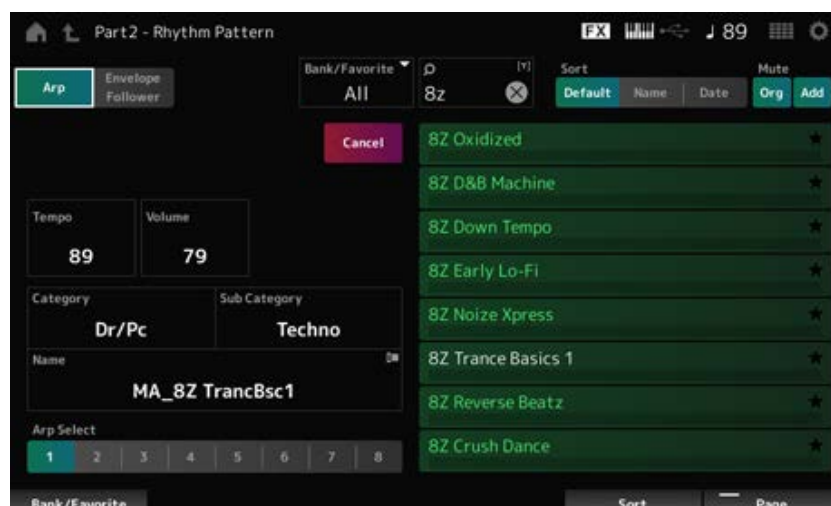 Part2 - Rhythm Pattern
FX
♩ 89
Arp
Envelope
Follower
Bank/Favorite
All
[Y]
8z
Sort
Default
Name
Date
Mute
Org
Add
Cancel
8Z Oxidized
8Z D&B Machine
Tempo
89
Volume
79
8Z Down Tempo
8Z Early Lo-Fi
Category
Dr/Pc
Sub Category
Techno
8Z Noize Xpress
Name
MA_8Z TrancBsc1
8Z Trance Basics 1
8Z Reverse Beatz
Arp Select
1 2 3 4 5 6 7 8
8Z Crush Dance
Bank/Favorite
Sort
Page